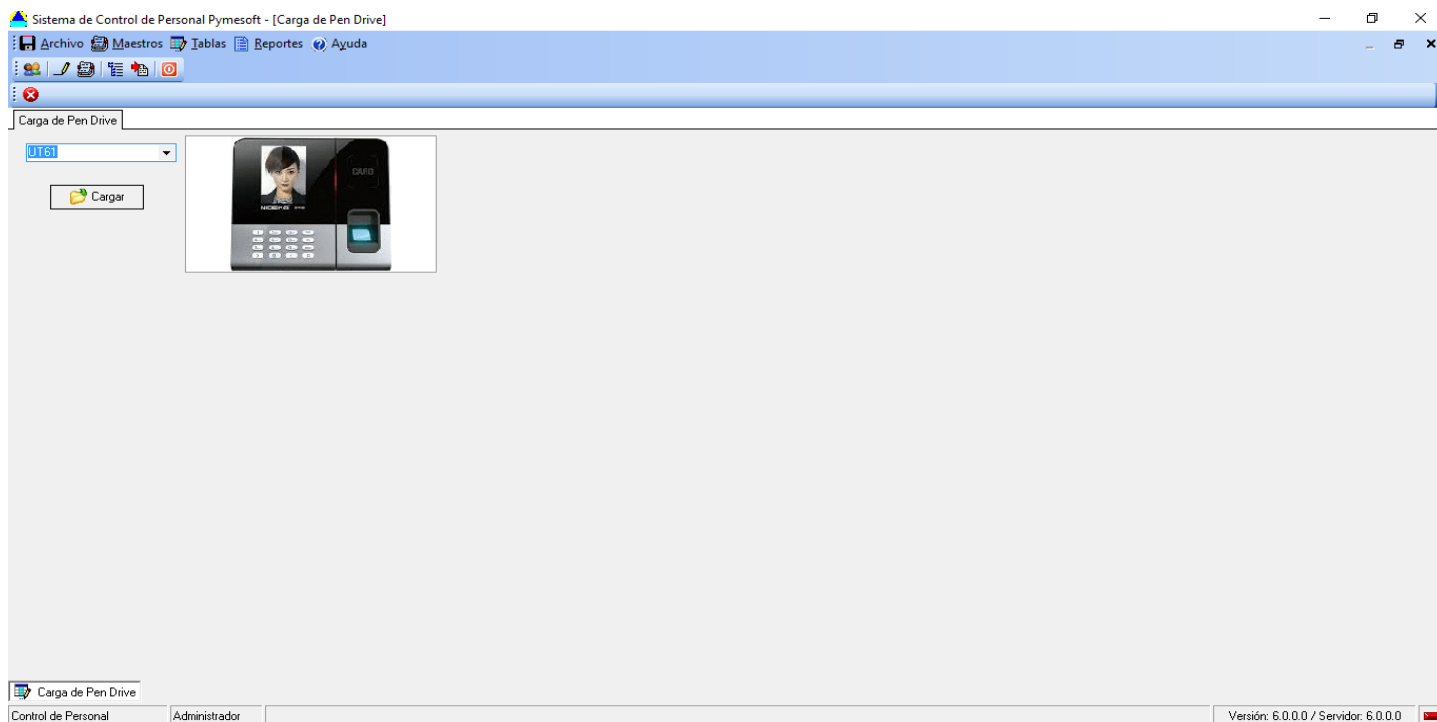 Sistema de Control de Personal Pymesoft - [Carga de Pen Drive]
Archivo Maestros Tablas Reportes Ayuda
Carga de Pen Drive
UT61
CARD
Cargar
Carga de Pen Drive
Control de Personal Administrador Versión: 6.0.0.0 / Servidor: 6.0.0.0